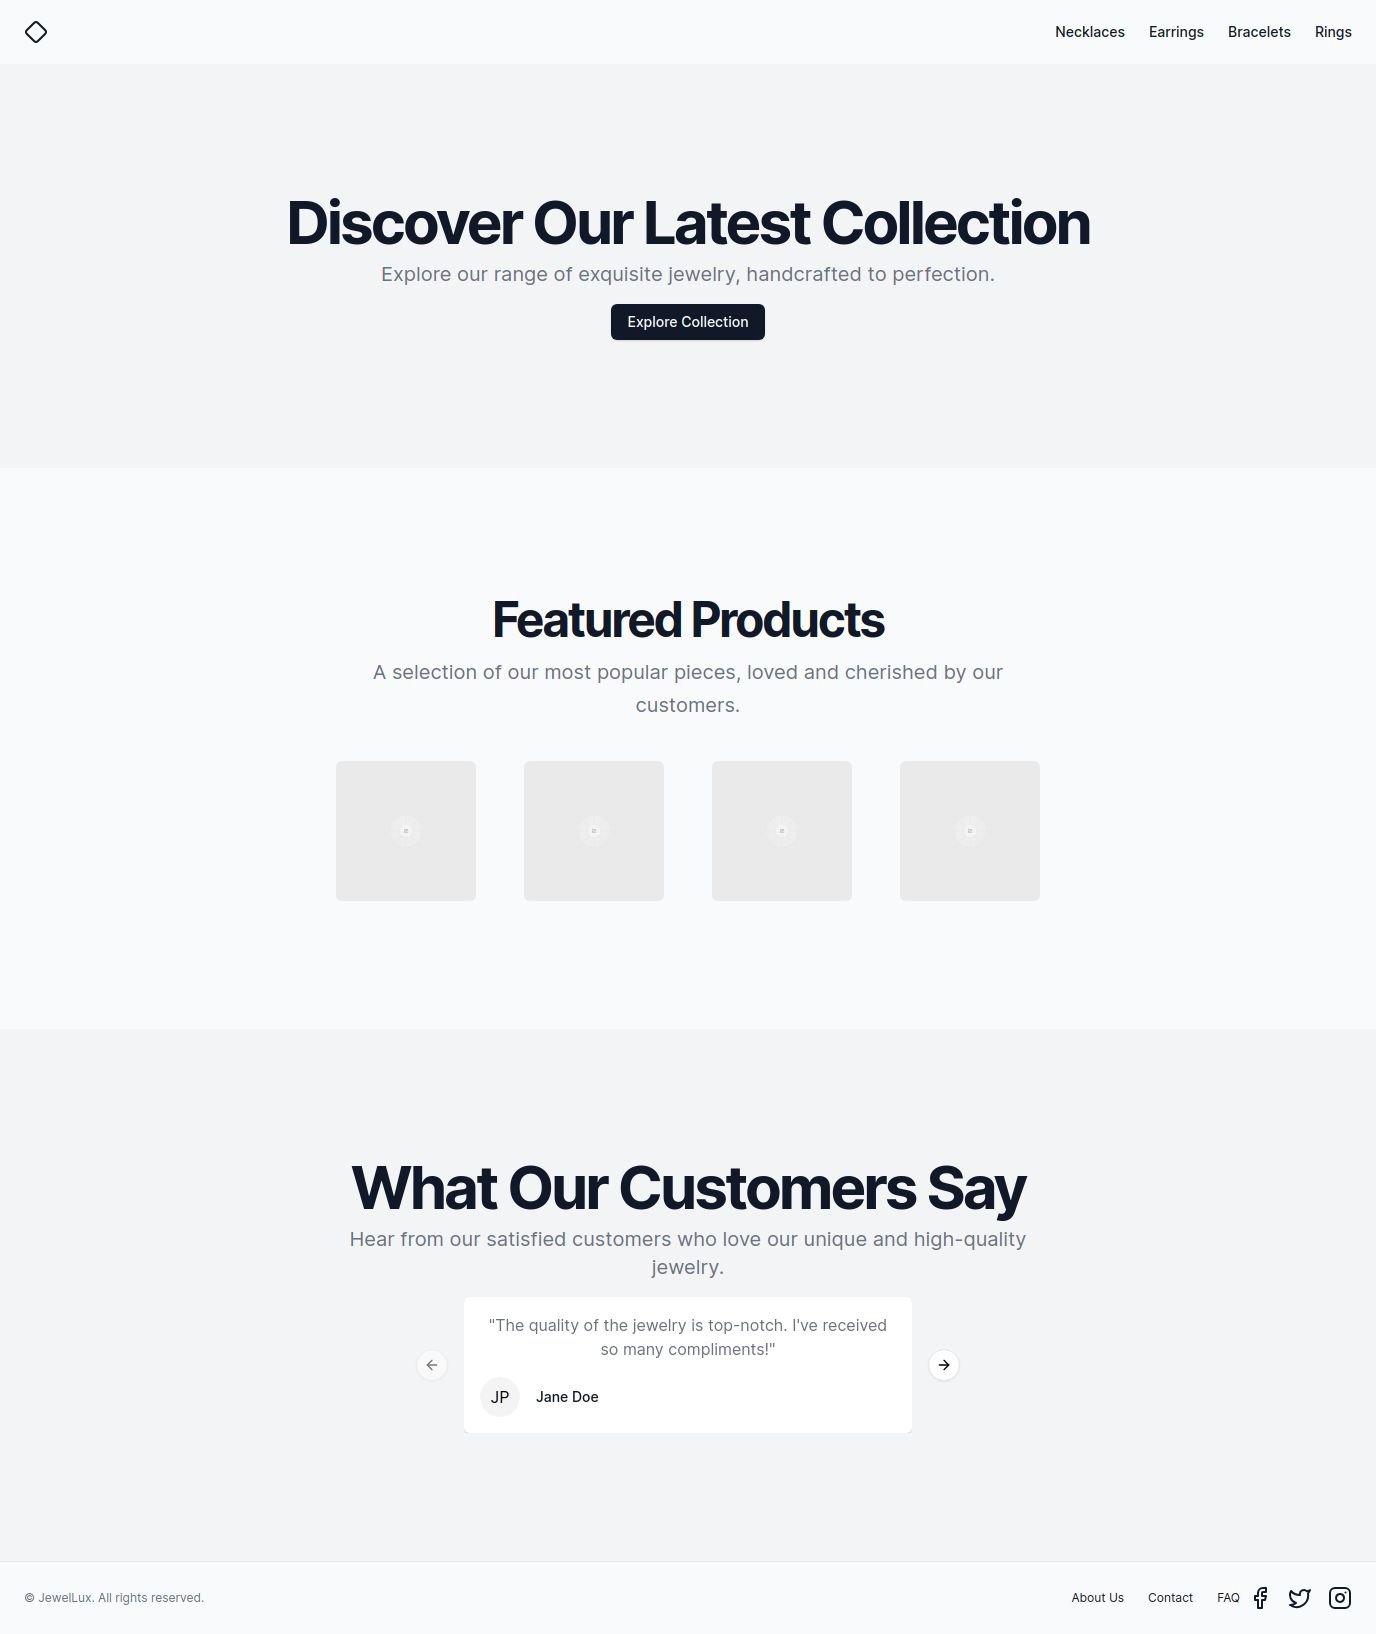 Necklaces Earrings Bracelets Rings
Discover Our Latest Collection
Explore our range of exquisite jewelry, handcrafted to perfection.
Explore Collection
Featured Products
A selection of our most popular pieces, loved and cherished by our
customers.
What Our Customers Say
Hear from our satisfied customers who love our unique and high-quality
jewelry.
"The quality of the jewelry is top-notch. I've received
so many compliments!"
JP Jane Doe
© JewelLux. All rights reserved. About Us Contact FAQ